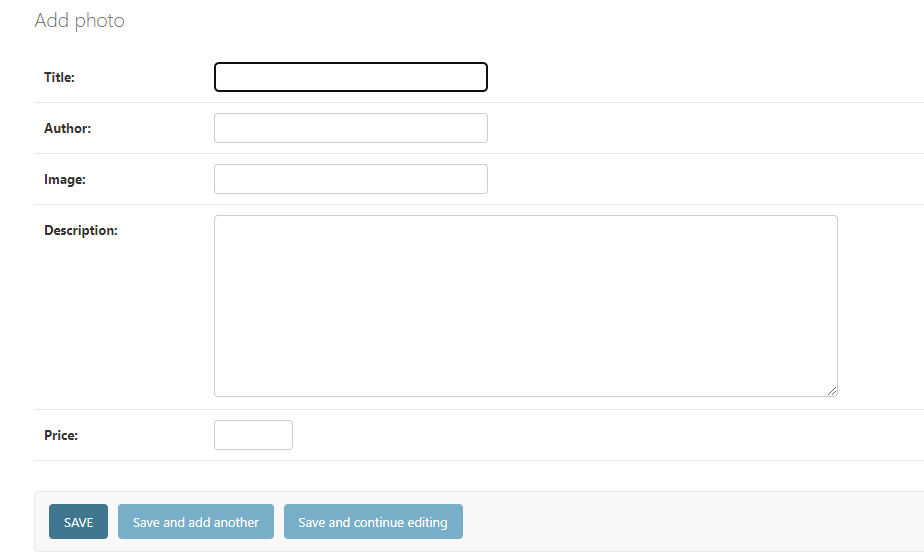 Add photo
Title:
Author:
Image:
Description:
Price:
SAVE Save and add another Save and continue editing